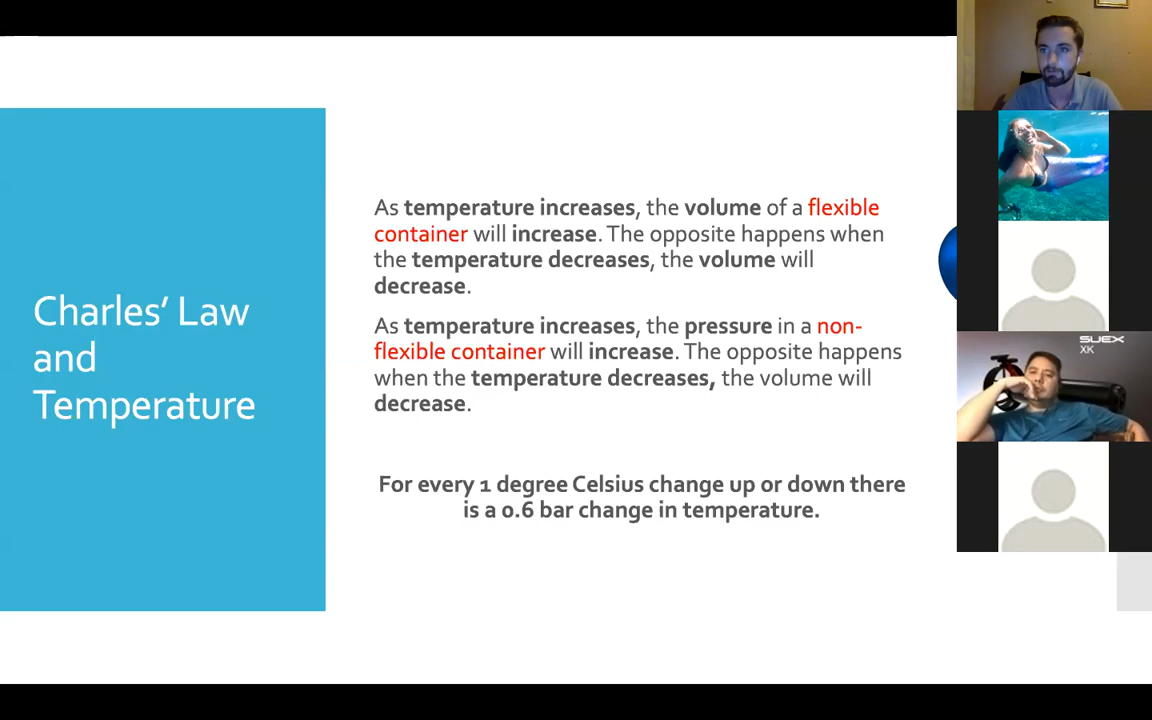 Charles’ Law
and
Temperature
As temperature increases, the volume of a flexible
container will increase. The opposite happens when
the temperature decreases, the volume will
decrease.
As temperature increases, the pressure in a non-
flexible container will increase. The opposite happens
when the temperature decreases, the volume will
decrease.
For every 1 degree Celsius change up or down there
is a 0.6 bar change in temperature.
SUEX
XK